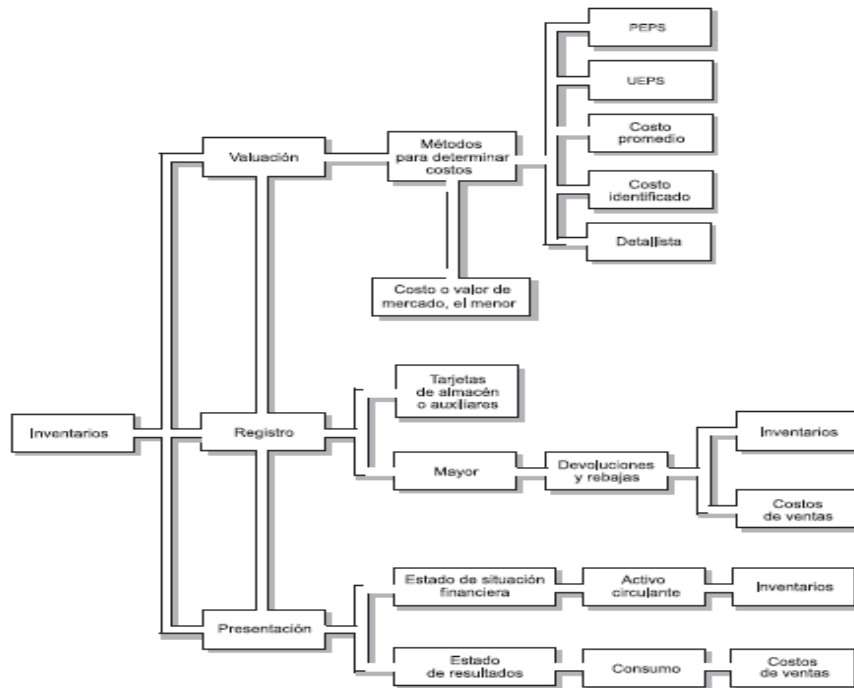 PEPS
UEPS
Costo
promedio
Costo
identificado
Detallista
Valuación
Métodos
para determinar
costos
Costo o valor de
mercado, el menor
Inventarios
Registro
Tarjetas
de almacén
o auxiliares
Mayor
Devoluciones
y rebajas
Inventarios
Costos
de ventas
Presentación
Estado de situación
financiera
Activo
circulante
Inventarios
Estado
de resultados
Consumo
Costos
de ventas